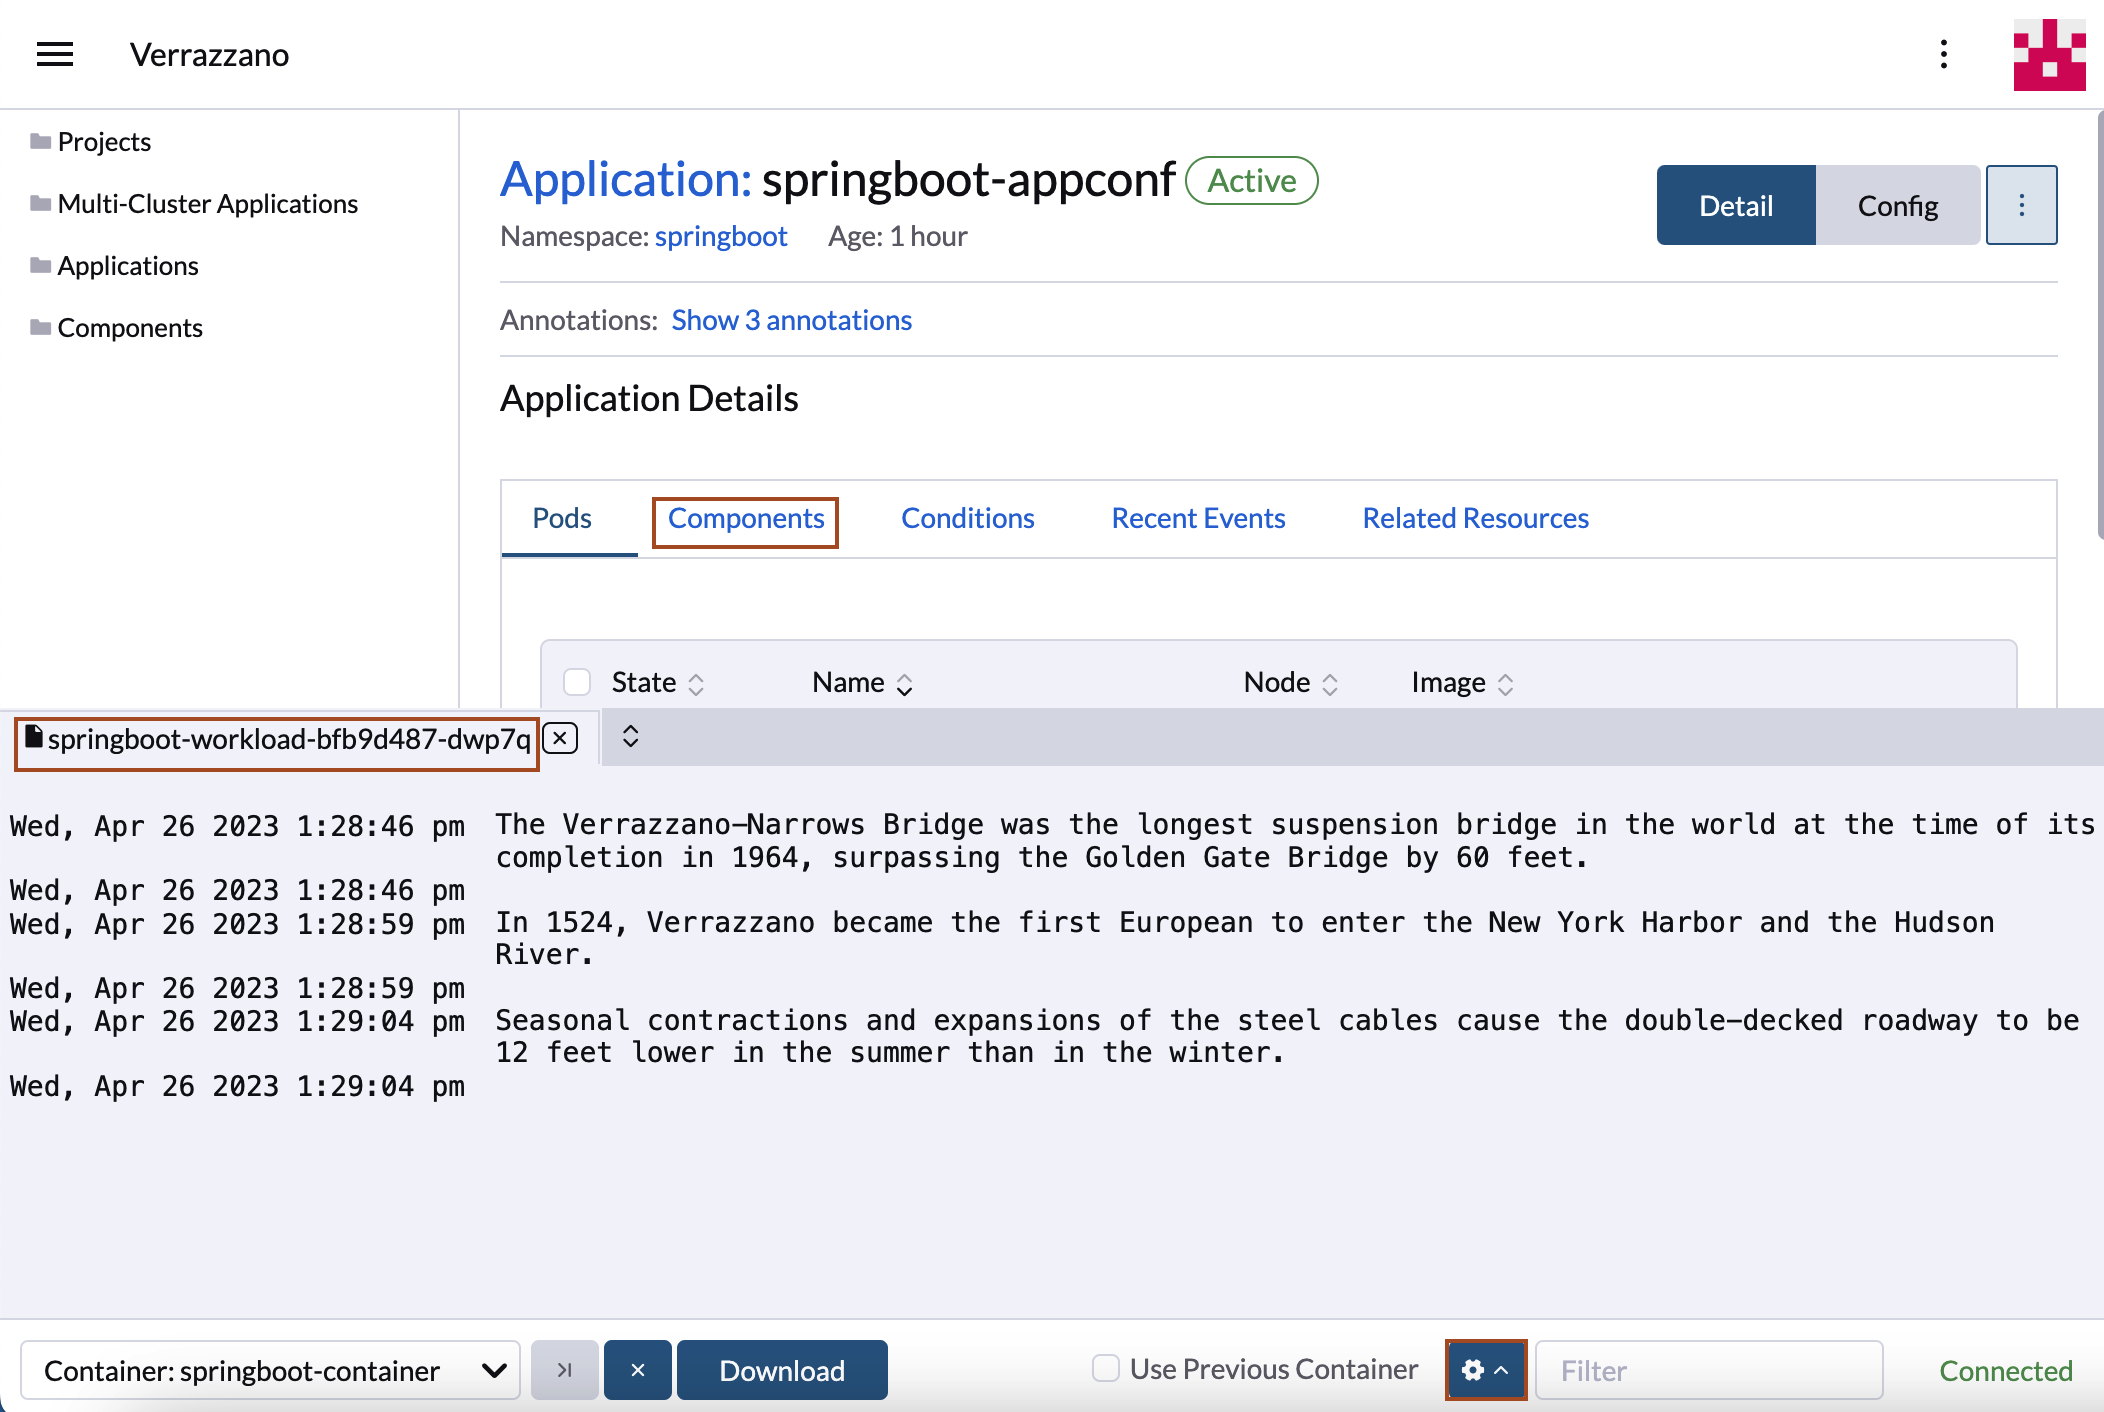 Verrazzano
Projects
Multi-Cluster Applications
Applications
Components
Application: springboot-appconf Active
Namespace: springboot Age: 1 hour
Detail Config
Annotations: Show 3 annotations
Application Details
Pods Components Conditions Recent Events Related Resources
State Name Node Image
springboot-workload-bfb9d487-dwp7q
Wed, Apr 26 2023 1:28:46 pm The Verrazzano-Narrows Bridge was the longest suspension bridge in the world at the time of its
completion in 1964, surpassing the Golden Gate Bridge by 60 feet.
Wed, Apr 26 2023 1:28:46 pm
Wed, Apr 26 2023 1:28:59 pm In 1524, Verrazzano became the first European to enter the New York Harbor and the Hudson
River.
Wed, Apr 26 2023 1:28:59 pm
Wed, Apr 26 2023 1:29:04 pm Seasonal contractions and expansions of the steel cables cause the double-decked roadway to be
12 feet lower in the summer than in the winter.
Wed, Apr 26 2023 1:29:04 pm
Container: springboot-container Download Use Previous Container Filter Connected